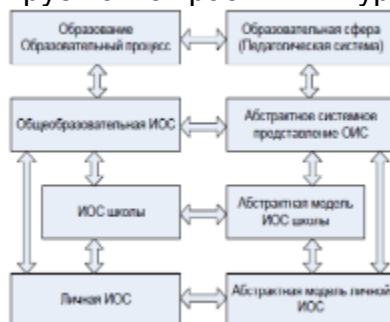 Образование
Образовательный процесс
Образовательная сфера
(Педагогическая система)
Общеобразовательная ИОС
Абстрактное системное
представление ОИС
ИОС школы
Абстрактная модель
ИОС школы
Личная ИОС
Абстрактная модель личной
ИОС